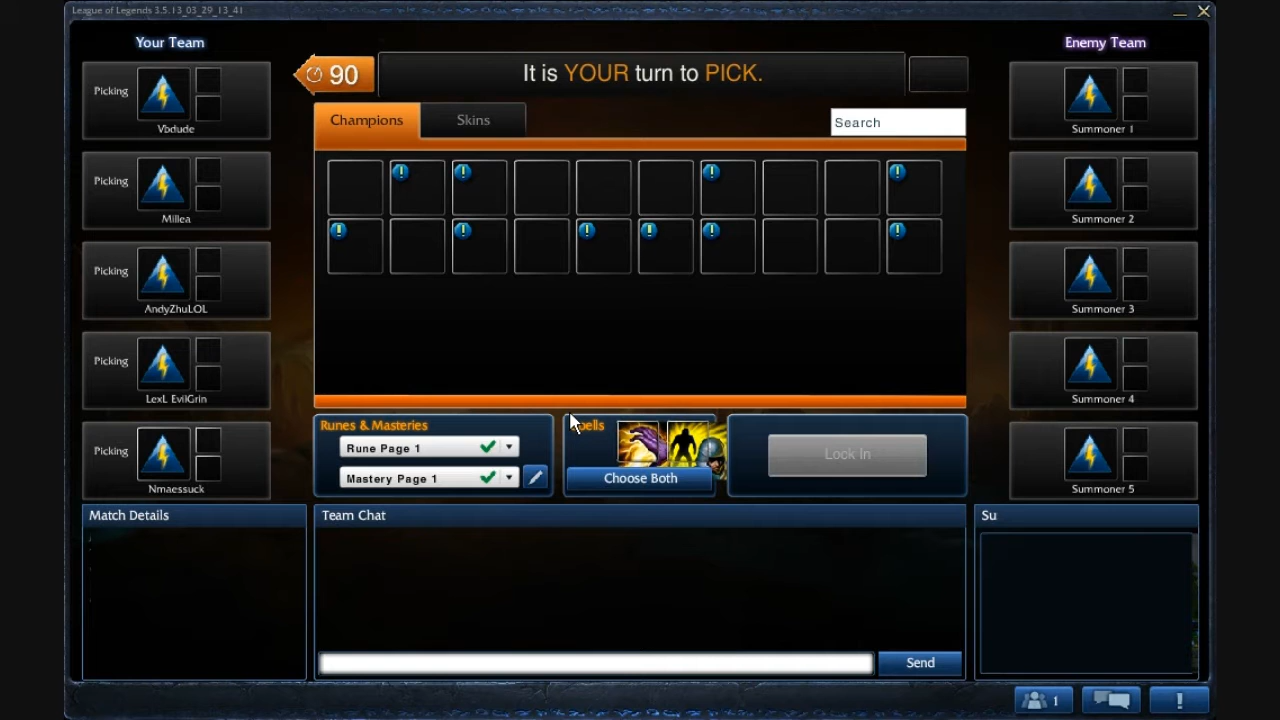 League of Legends 3.5.13_03_29_13_41
Your Team
Enemy Team
90
It is YOUR turn to PICK.
Champions
Skins
Search
Picking
Vbdude
Picking
Millea
Picking
AndyZhuLOL
Picking
LexL EvilGrin
Picking
Nmaessuck
Summoner 1
Summoner 2
Summoner 3
Summoner 4
Summoner 5
Runes & Masteries
Rune Page 1
Mastery Page 1
pells
Choose Both
Lock In
Match Details
Team Chat
Su
Send
1